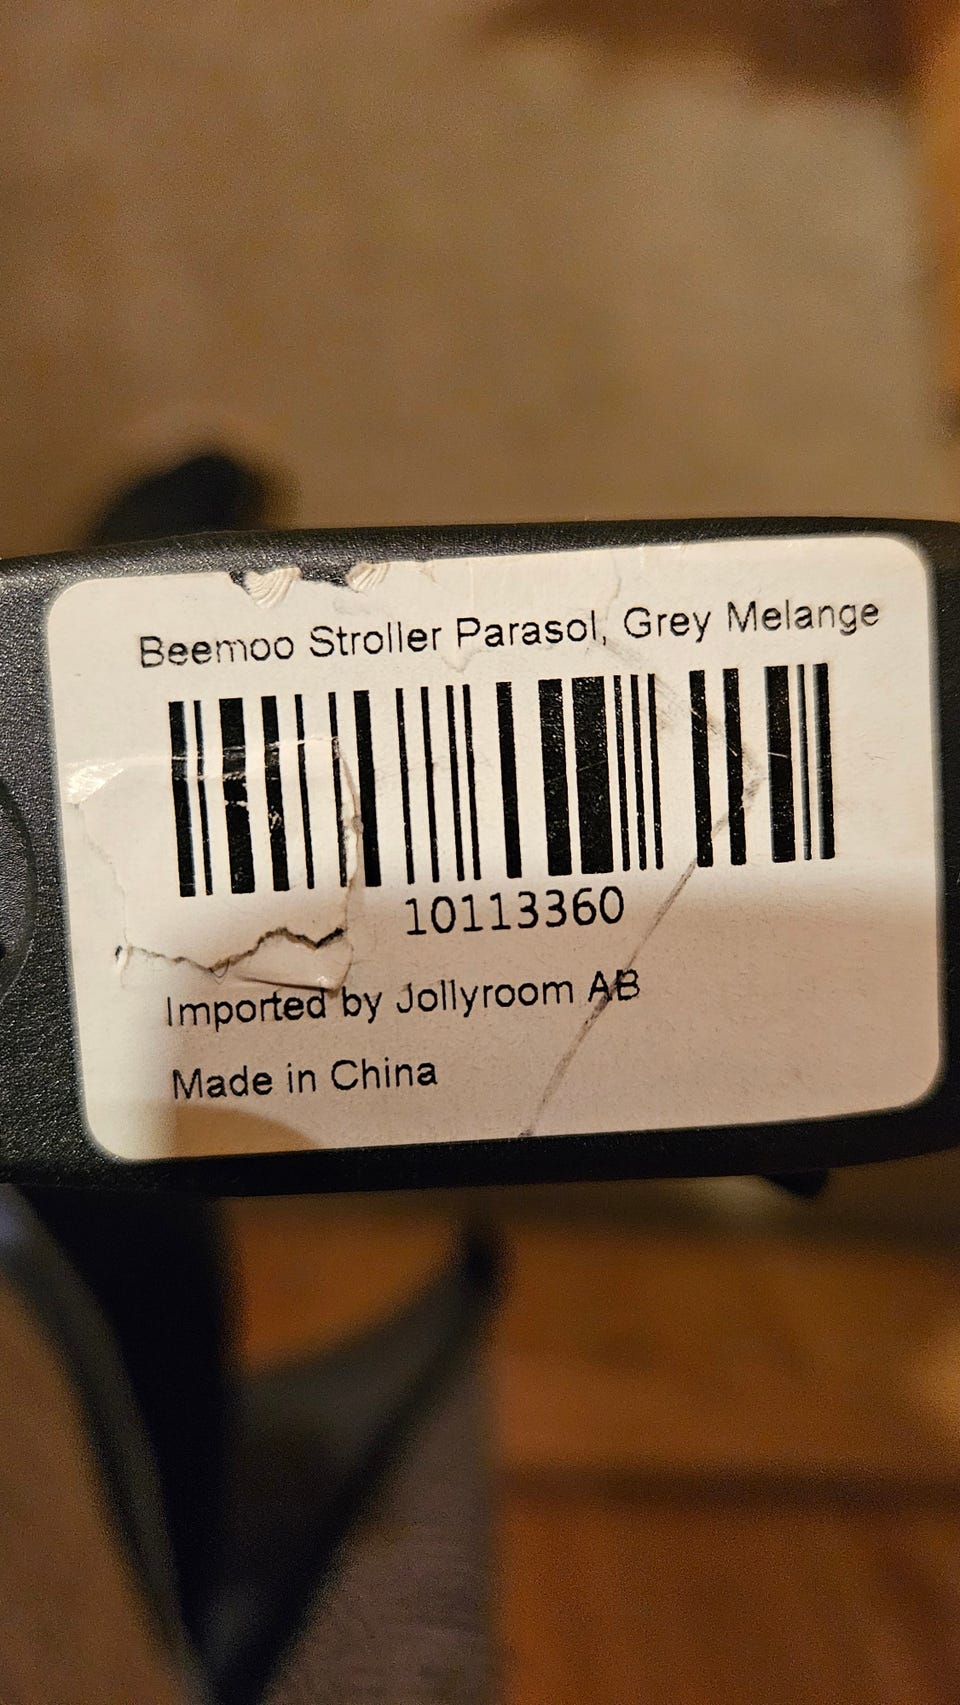 Beemoo Stroller Parasol, Grey Melange
10113360
Imported by Jollyroom AB
Made in China